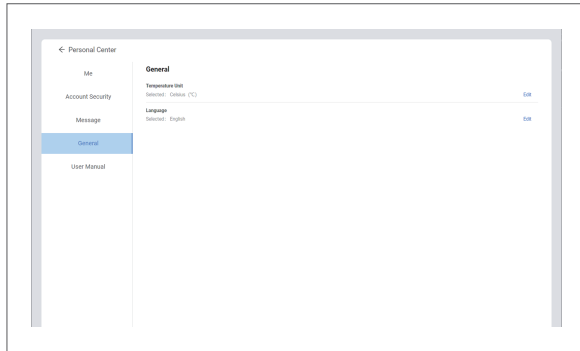 ← Personal Center
Me
Account Security
Message
General
User Manual
General
Temperature Unit
Selected: Celsius (°C)
Edit
Language
Selected: English
Edit